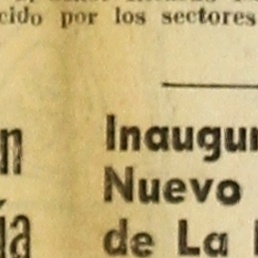 cido por los sectores
Inaugur
Nuevo
de La